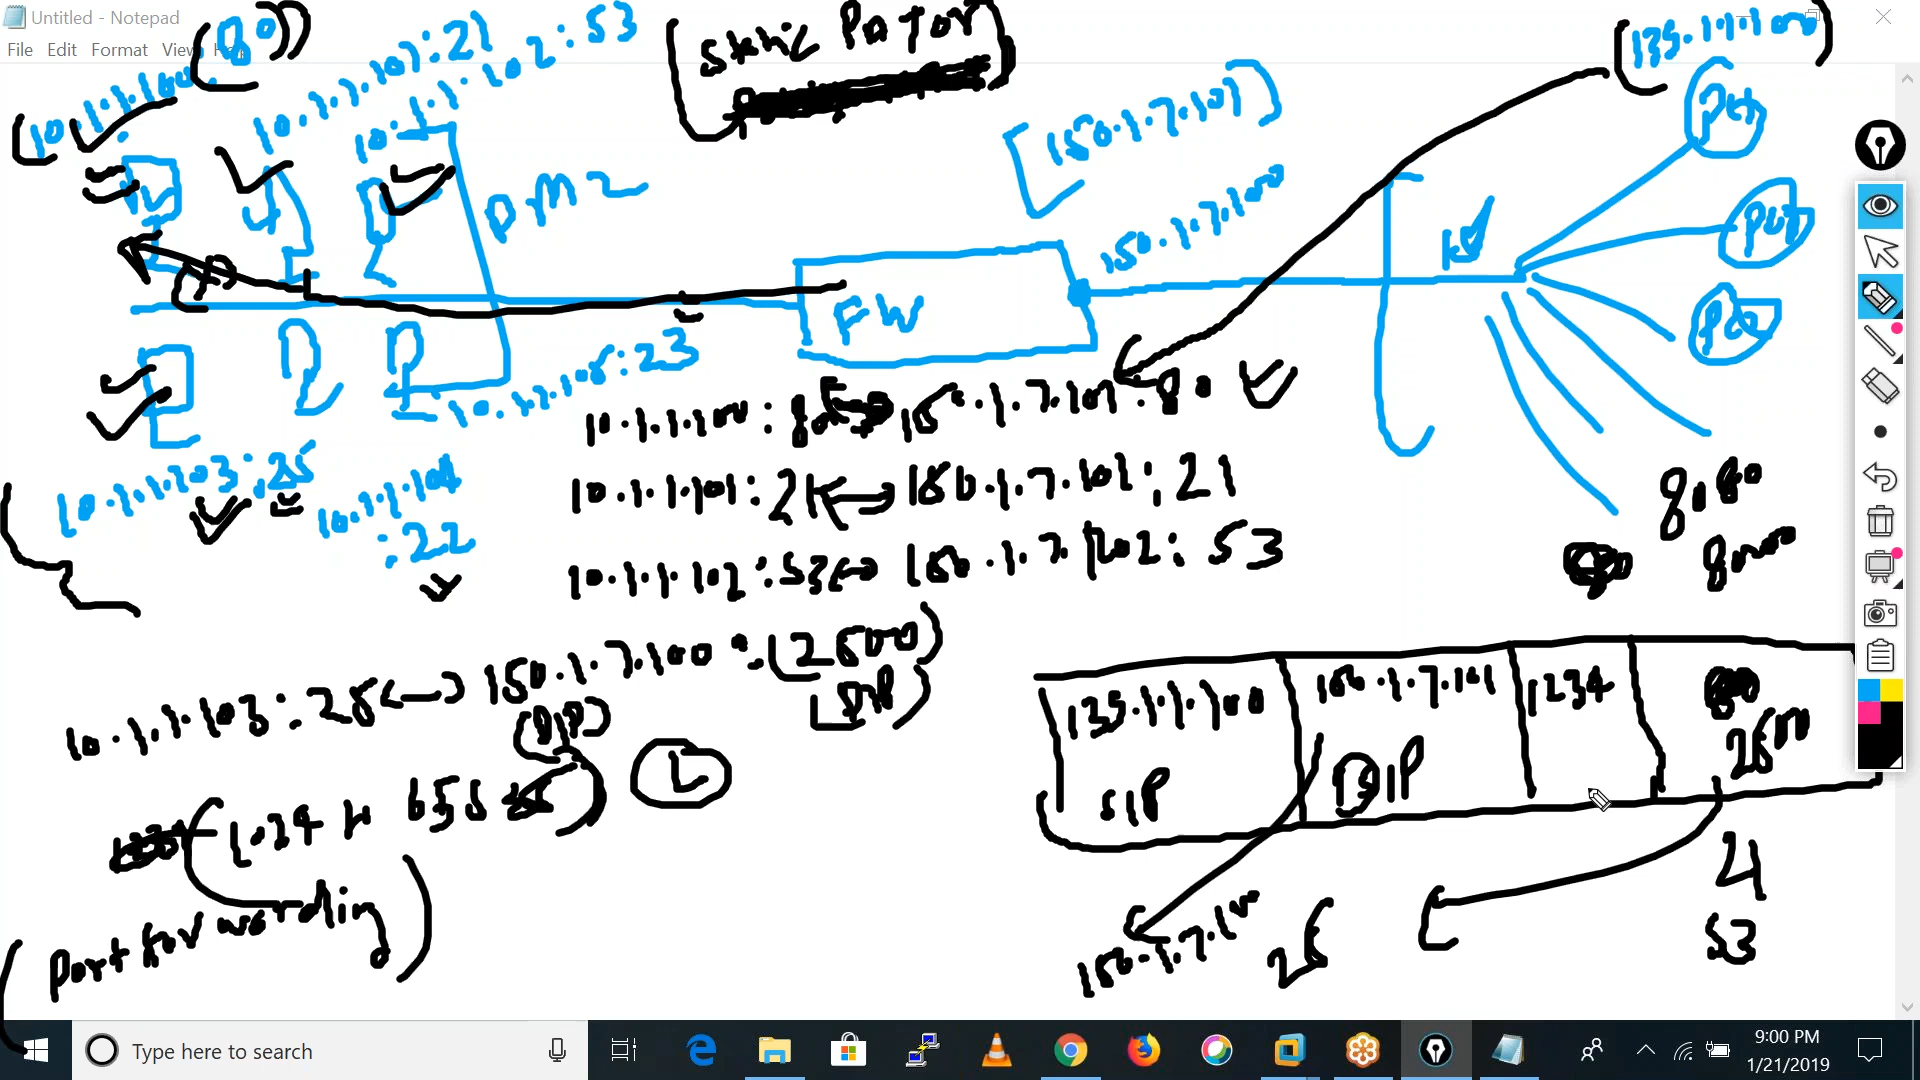 Untitled - Notepad
File Edit Format View
(80)
10.1.1.101:21
10.1.1.102:53
Static PAT or
[150.1.7.101]
150.1.7.100
(135.1.1.100)
DMZ
FW
10.1.1.105:23
10.1.1.103:25
10.1.1.104
:22
10.1.1.100:80 150.1.7.101:80
10.1.1.101:21 ↔ 150.1.7.101:21
10.1.1.102:53 ↔ 150.1.7.102:53
8080
8000
10.1.1.103:25 ↔ 150.1.7.100:(2500)
135.1.1.100
150.1.7.101
1234
2500
SIP
DIP
1024
Port forwarding
150.1.7.100
25
21
53
Type here to search
9:00 PM
1/21/2019